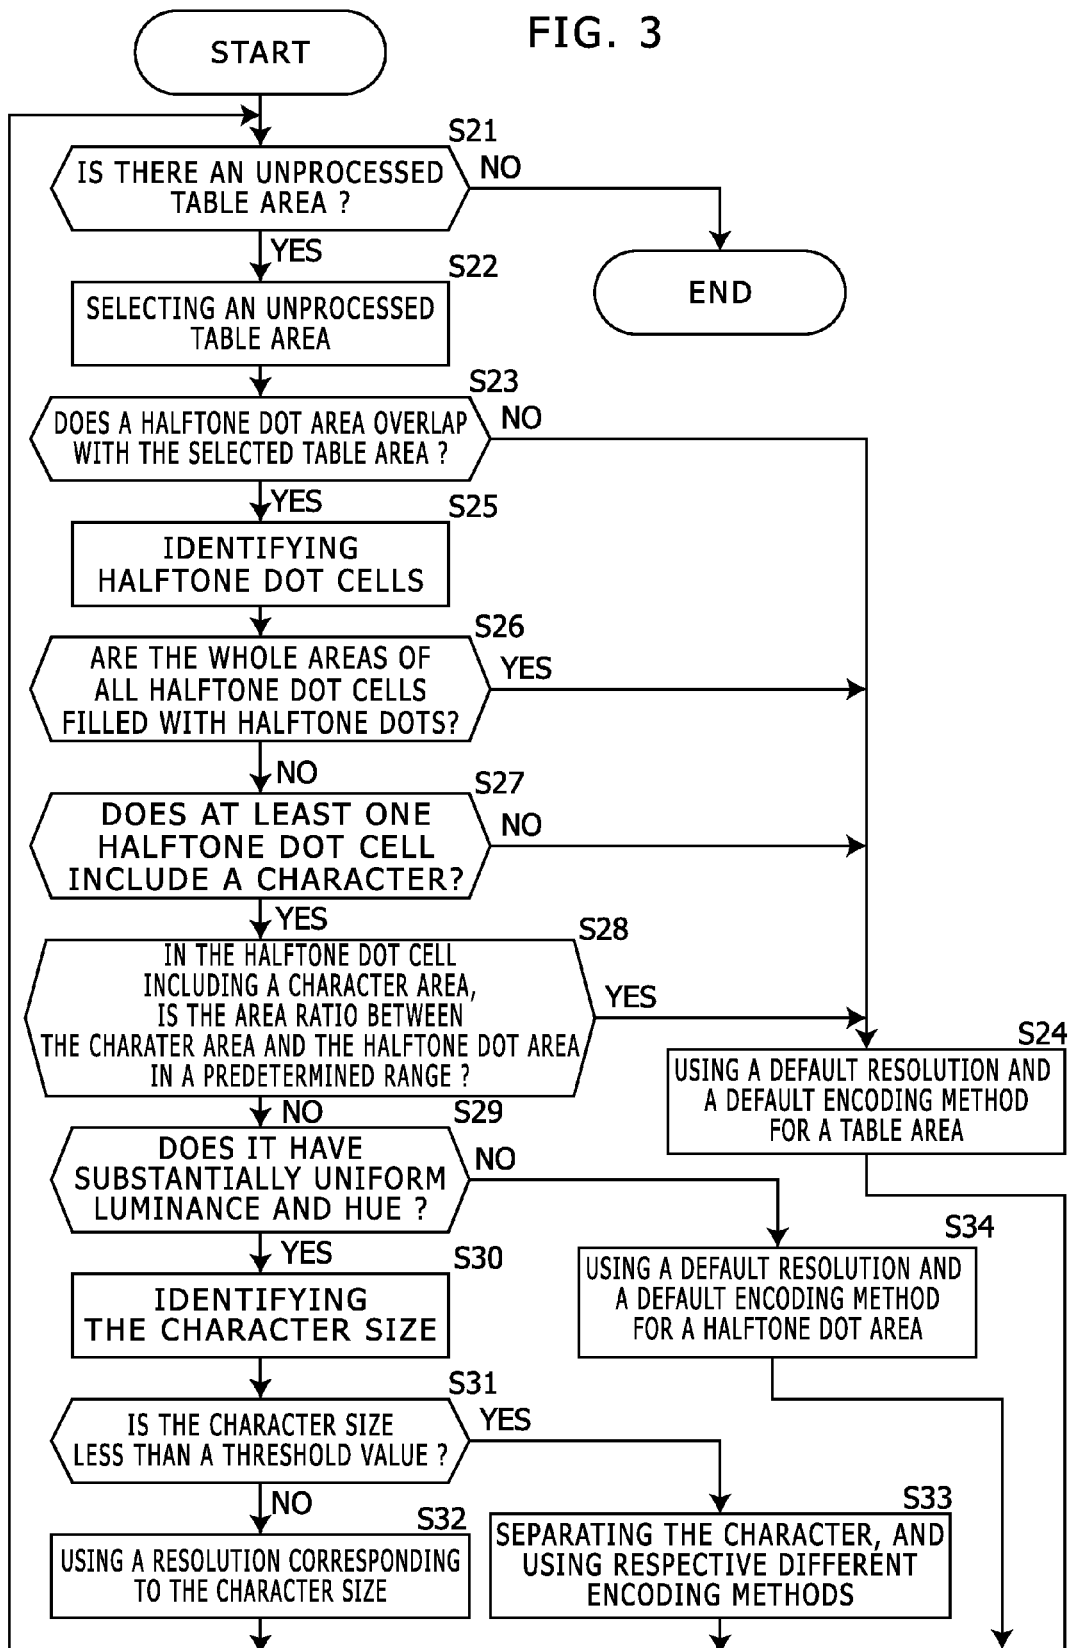 FIG. 3
START
S21
IS THERE AN UNPROCESSED
TABLE AREA ?
NO
YES
END
S22
SELECTING AN UNPROCESSED
TABLE AREA
S23
DOES A HALFTONE DOT AREA OVERLAP
WITH THE SELECTED TABLE AREA ?
NO
YES
S25
IDENTIFYING
HALFTONE DOT CELLS
S26
ARE THE WHOLE AREAS OF
ALL HALFTONE DOT CELLS
FILLED WITH HALFTONE DOTS?
YES
NO
S27
DOES AT LEAST ONE
HALFTONE DOT CELL
INCLUDE A CHARACTER?
NO
YES
S28
IN THE HALFTONE DOT CELL
INCLUDING A CHARACTER AREA,
IS THE AREA RATIO BETWEEN
THE CHARATER AREA AND THE HALFTONE DOT AREA
IN A PREDETERMINED RANGE ?
YES
NO
S24
USING A DEFAULT RESOLUTION AND
A DEFAULT ENCODING METHOD
FOR A TABLE AREA
S29
DOES IT HAVE
SUBSTANTIALLY UNIFORM
LUMINANCE AND HUE ?
NO
YES
S34
USING A DEFAULT RESOLUTION AND
A DEFAULT ENCODING METHOD
FOR A HALFTONE DOT AREA
S30
IDENTIFYING
THE CHARACTER SIZE
S31
IS THE CHARACTER SIZE
LESS THAN A THRESHOLD VALUE ?
YES
NO
S32
USING A RESOLUTION CORRESPONDING
TO THE CHARACTER SIZE
S33
SEPARATING THE CHARACTER, AND
USING RESPECTIVE DIFFERENT
ENCODING METHODS